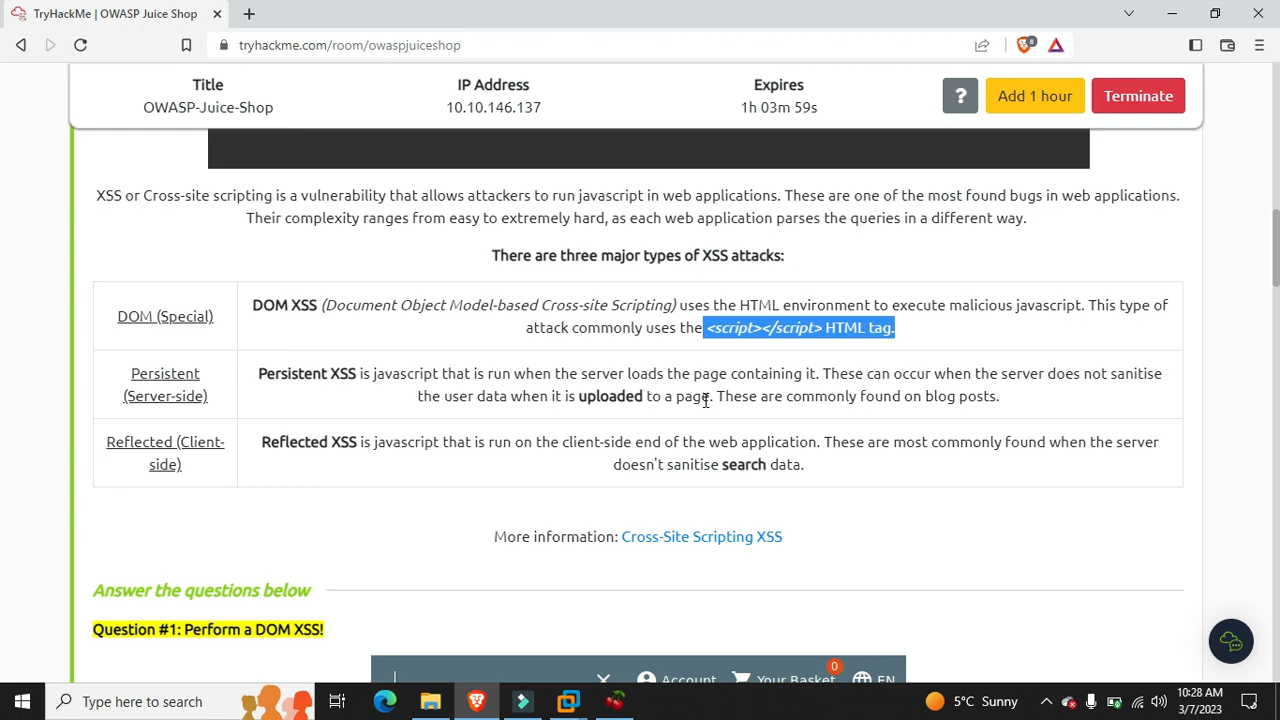 TryHackMe | OWASP Juice Shop
tryhackme.com/room/owaspjuiceshop
8
Title
IP Address
Expires
OWASP-Juice-Shop
10.10.146.137
1h 03m 59s
?
Add 1 hour
Terminate
XSS or Cross-site scripting is a vulnerability that allows attackers to run javascript in web applications. These are one of the most found bugs in web applications.
Their complexity ranges from easy to extremely hard, as each web application parses the queries in a different way.
There are three major types of XSS attacks:
DOM (Special)
DOM XSS (Document Object Model-based Cross-site Scripting) uses the HTML environment to execute malicious javascript. This type of
attack commonly uses the <script></script> HTML tag.
Persistent
(Server-side)
Persistent XSS is javascript that is run when the server loads the page containing it. These can occur when the server does not sanitise
the user data when it is uploaded to a page. These are commonly found on blog posts.
Reflected (Client-
side)
Reflected XSS is javascript that is run on the client-side end of the web application. These are most commonly found when the server
doesn't sanitise search data.
More information: Cross-Site Scripting XSS
Answer the questions below
Question #1: Perform a DOM XSS!
Account
Your Basket
0
EN
Type here to search
5°C Sunny
10:28 AM
3/7/2023